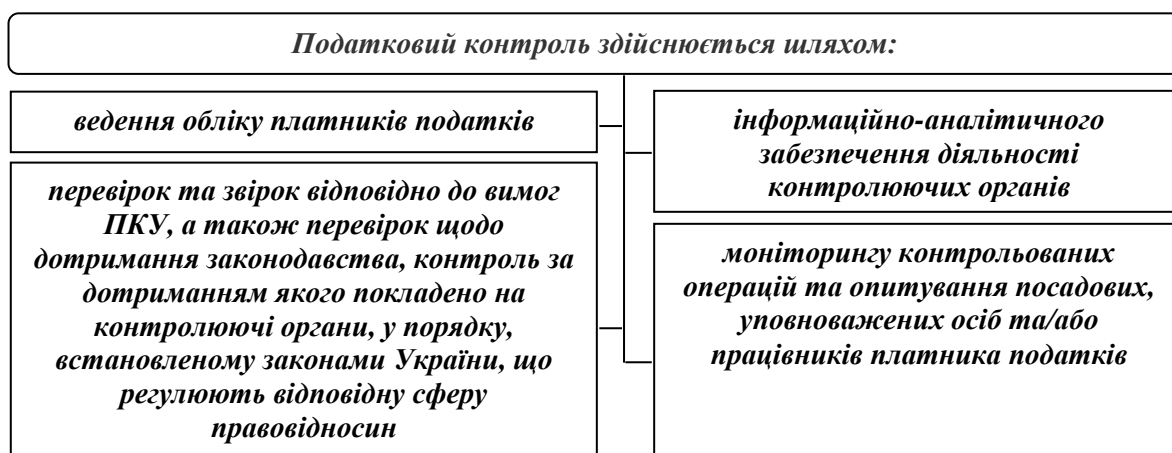 Податковий контроль здійснюється шляхом:
ведення обліку платників податків
інформаційно-аналітичного
забезпечення діяльності
контролюючих органів
перевірок та звірок відповідно до вимог
ПКУ, а також перевірок щодо
дотримання законодавства, контроль за
дотриманням якого покладено на
контролюючі органи, у порядку,
встановленому законами України, що
регулюють відповідну сферу
правовідносин
моніторингу контрольованих
операцій та опитування посадових,
уповноважених осіб та/або
працівників платника податків